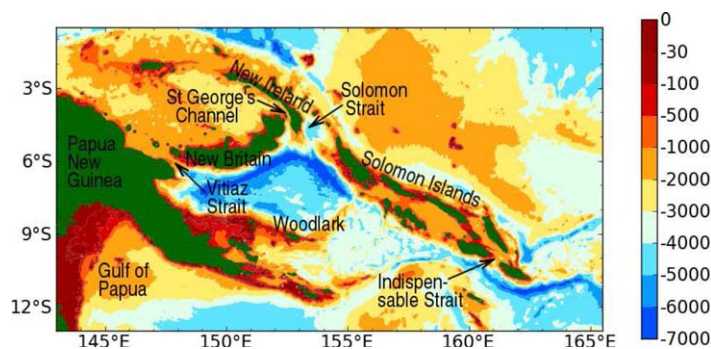 0
-30
-100
-500
-1000
-2000
-3000
-4000
-5000
-6000
-7000
3°S
6°S
9°S
12°S
New Ireland
St George's
Channel
Solomon
Strait
Papua
New
Guinea
New Britain
Vitiaz
Strait
Solomon Islands
Woodlark
Gulf of
Papua
Indispen-
sable Strait
145°E
150°E
155°E
160°E
165°E